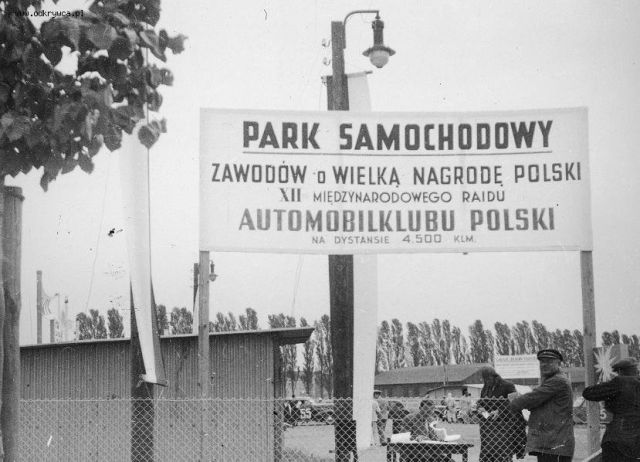 www.odkrywca.pl
PARK SAMOCHODOWY
ZAWODÓW o WIELKĄ NAGRODĘ POLSKI
XII MIĘDZYNARODOWEGO RAIDU
AUTOMOBILKLUBU POLSKI
NA DYSTANSIE 4.500 KLM.
55